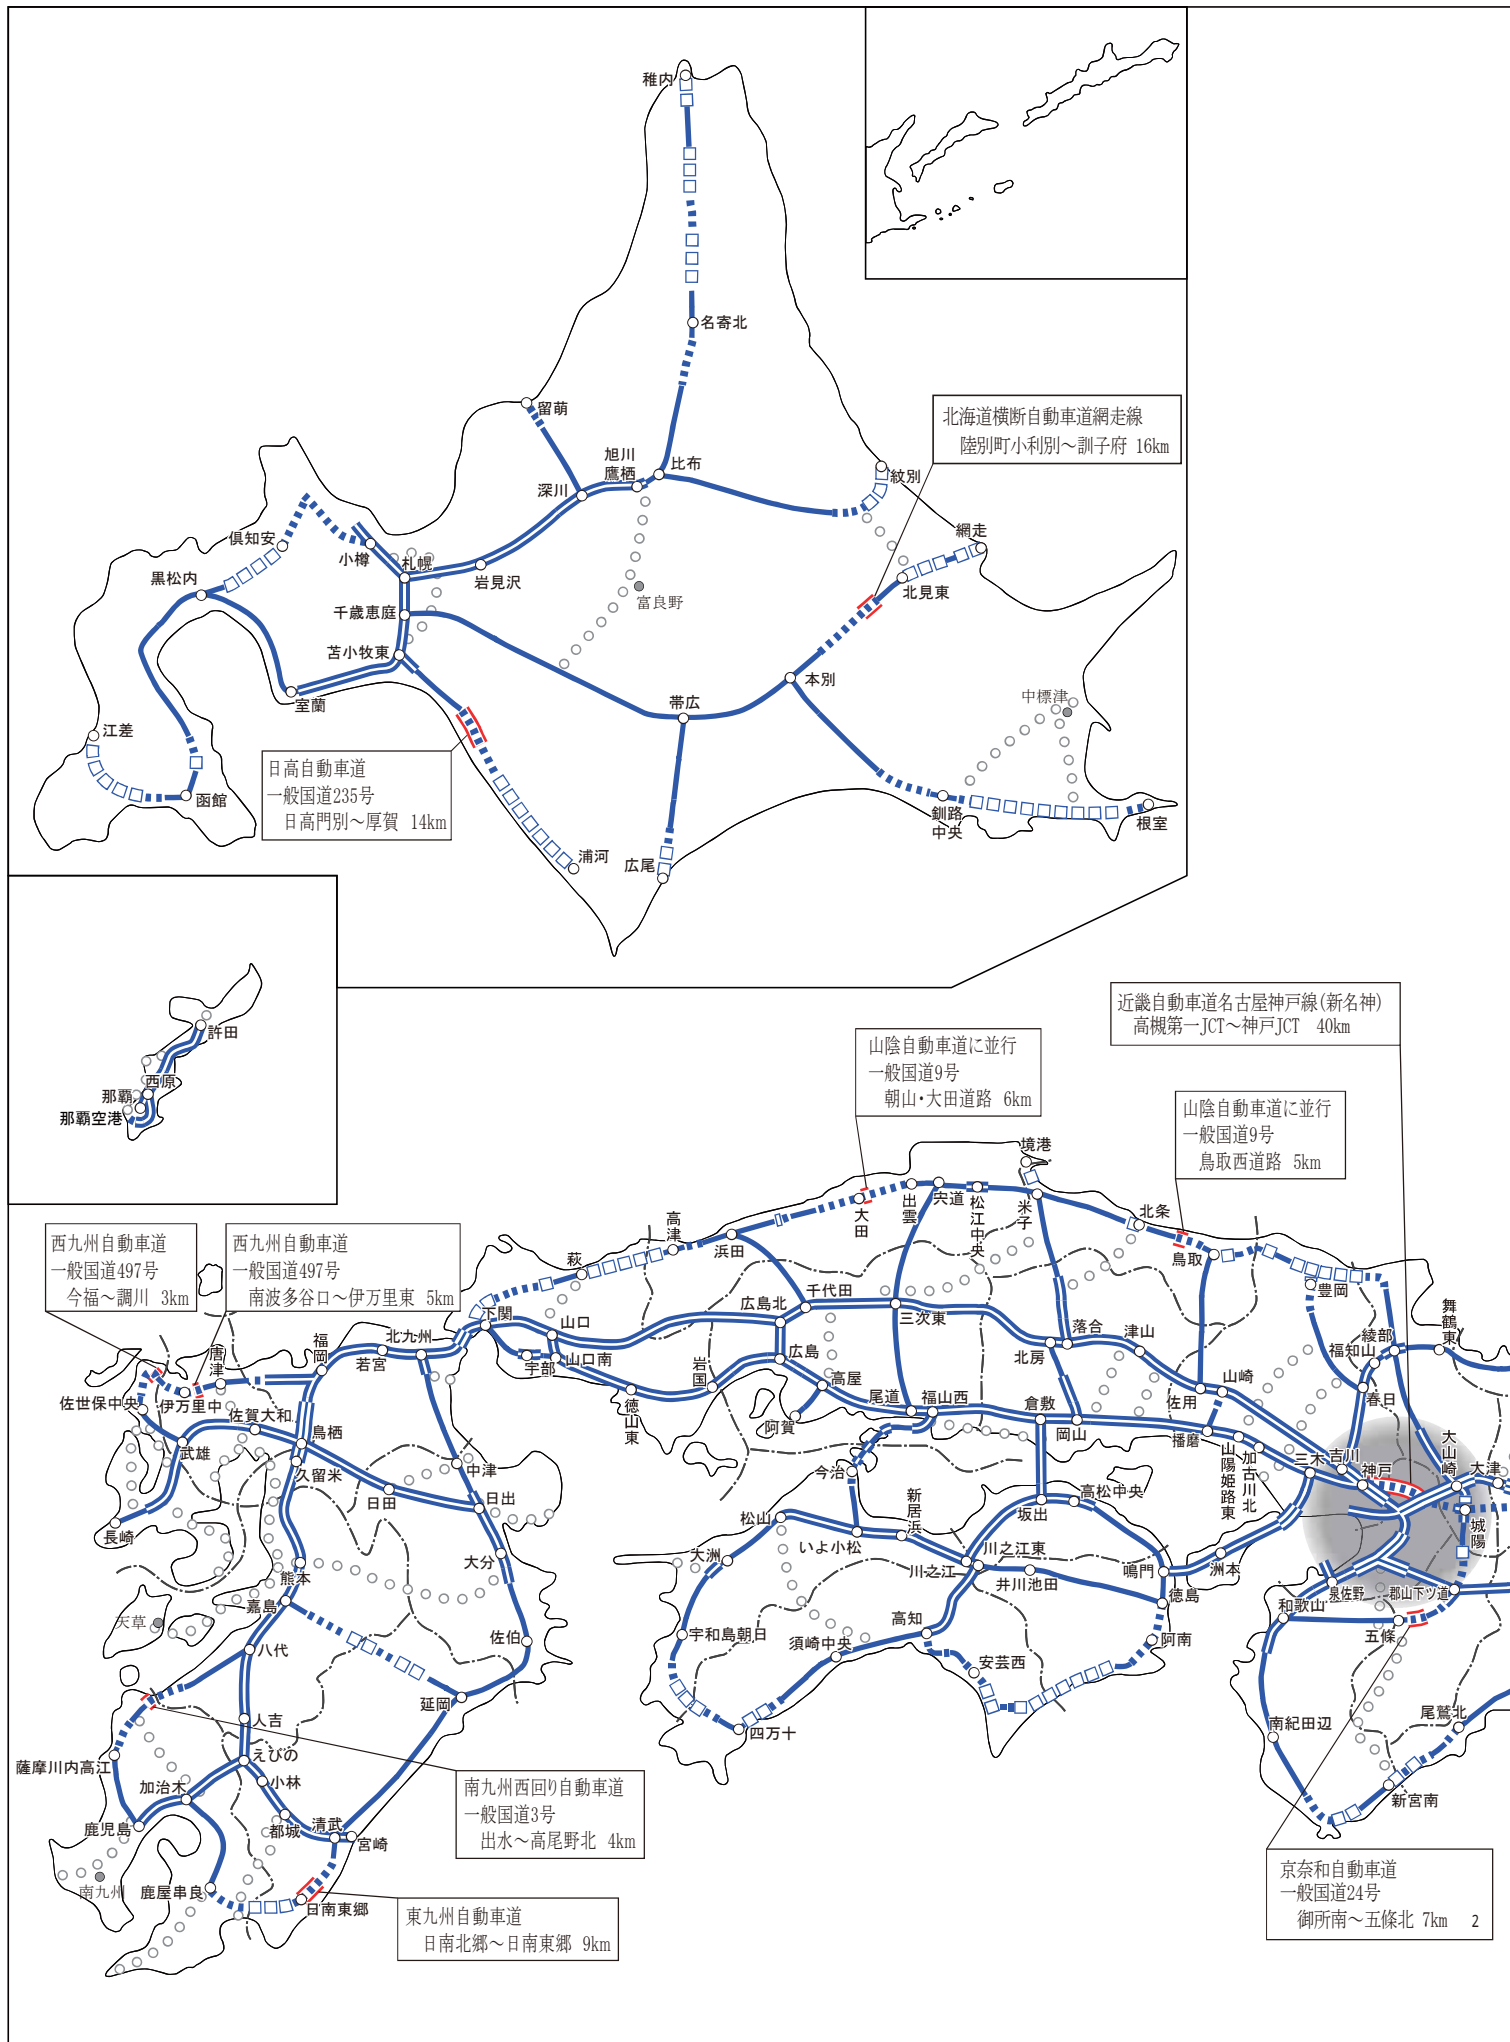 稚内
名寄北
留萌
旭川
鷹栖
比布
深川
紋別
北海道横断自動車道網走線
陸別町小利別～訓子府 16km
網走
倶知安
小樽
札幌
岩見沢
北見東
富良野
黒松内
千歳恵庭
苫小牧東
本別
中標津
室蘭
帯広
江差
函館
日高自動車道
一般国道235号
日高門別～厚賀 14km
釧路
中央
根室
浦河
広尾
許田
西原
那覇
那覇空港
近畿自動車道名古屋神戸線(新名神)
高槻第一JCT～神戸JCT 40km
山陰自動車道に並行
一般国道9号
朝山・大田道路 6km
山陰自動車道に並行
一般国道9号
鳥取西道路 5km
西九州自動車道
一般国道497号
今福～調川 3km
西九州自動車道
一般国道497号
南波多谷口～伊万里東 5km
境港
出雲
宍道
松江中央
米子
北条
鳥取
大田
高津
浜田
萩
豊岡
舞鶴東
綾部
福知山
春日
下関
山口
広島北
千代田
三次東
落合
津山
北房
佐用
山崎
福岡
北九州
若宮
宇部
山口南
岩国
広島
高屋
阿賀
徳山東
尾道
福山西
倉敷
岡山
播磨
山陽姫路東
加古川北
三木
吉川
神戸
大山崎
大津
城陽
唐津
伊万里中
佐世保中央
佐賀大和
鳥栖
武雄
久留米
中津
日田
日出
長崎
大分
今治
新居浜
松山
いよ小松
大洲
川之江
川之江東
坂出
高松中央
井川池田
鳴門
洲本
徳島
阿南
高知
安芸西
須崎中央
宇和島朝日
四万十
泉佐野
郡山下ツ道
和歌山
五條
南紀田辺
尾鷲北
新宮南
熊本
嘉島
天草
八代
佐伯
延岡
人吉
えびの
小林
薩摩川内高江
加治木
鹿児島
都城
清武
宮崎
南九州
鹿屋串良
日南東郷
南九州西回り自動車道
一般国道3号
出水～高尾野北 4km
東九州自動車道
日南北郷～日南東郷 9km
京奈和自動車道
一般国道24号
御所南～五條北 7km
2